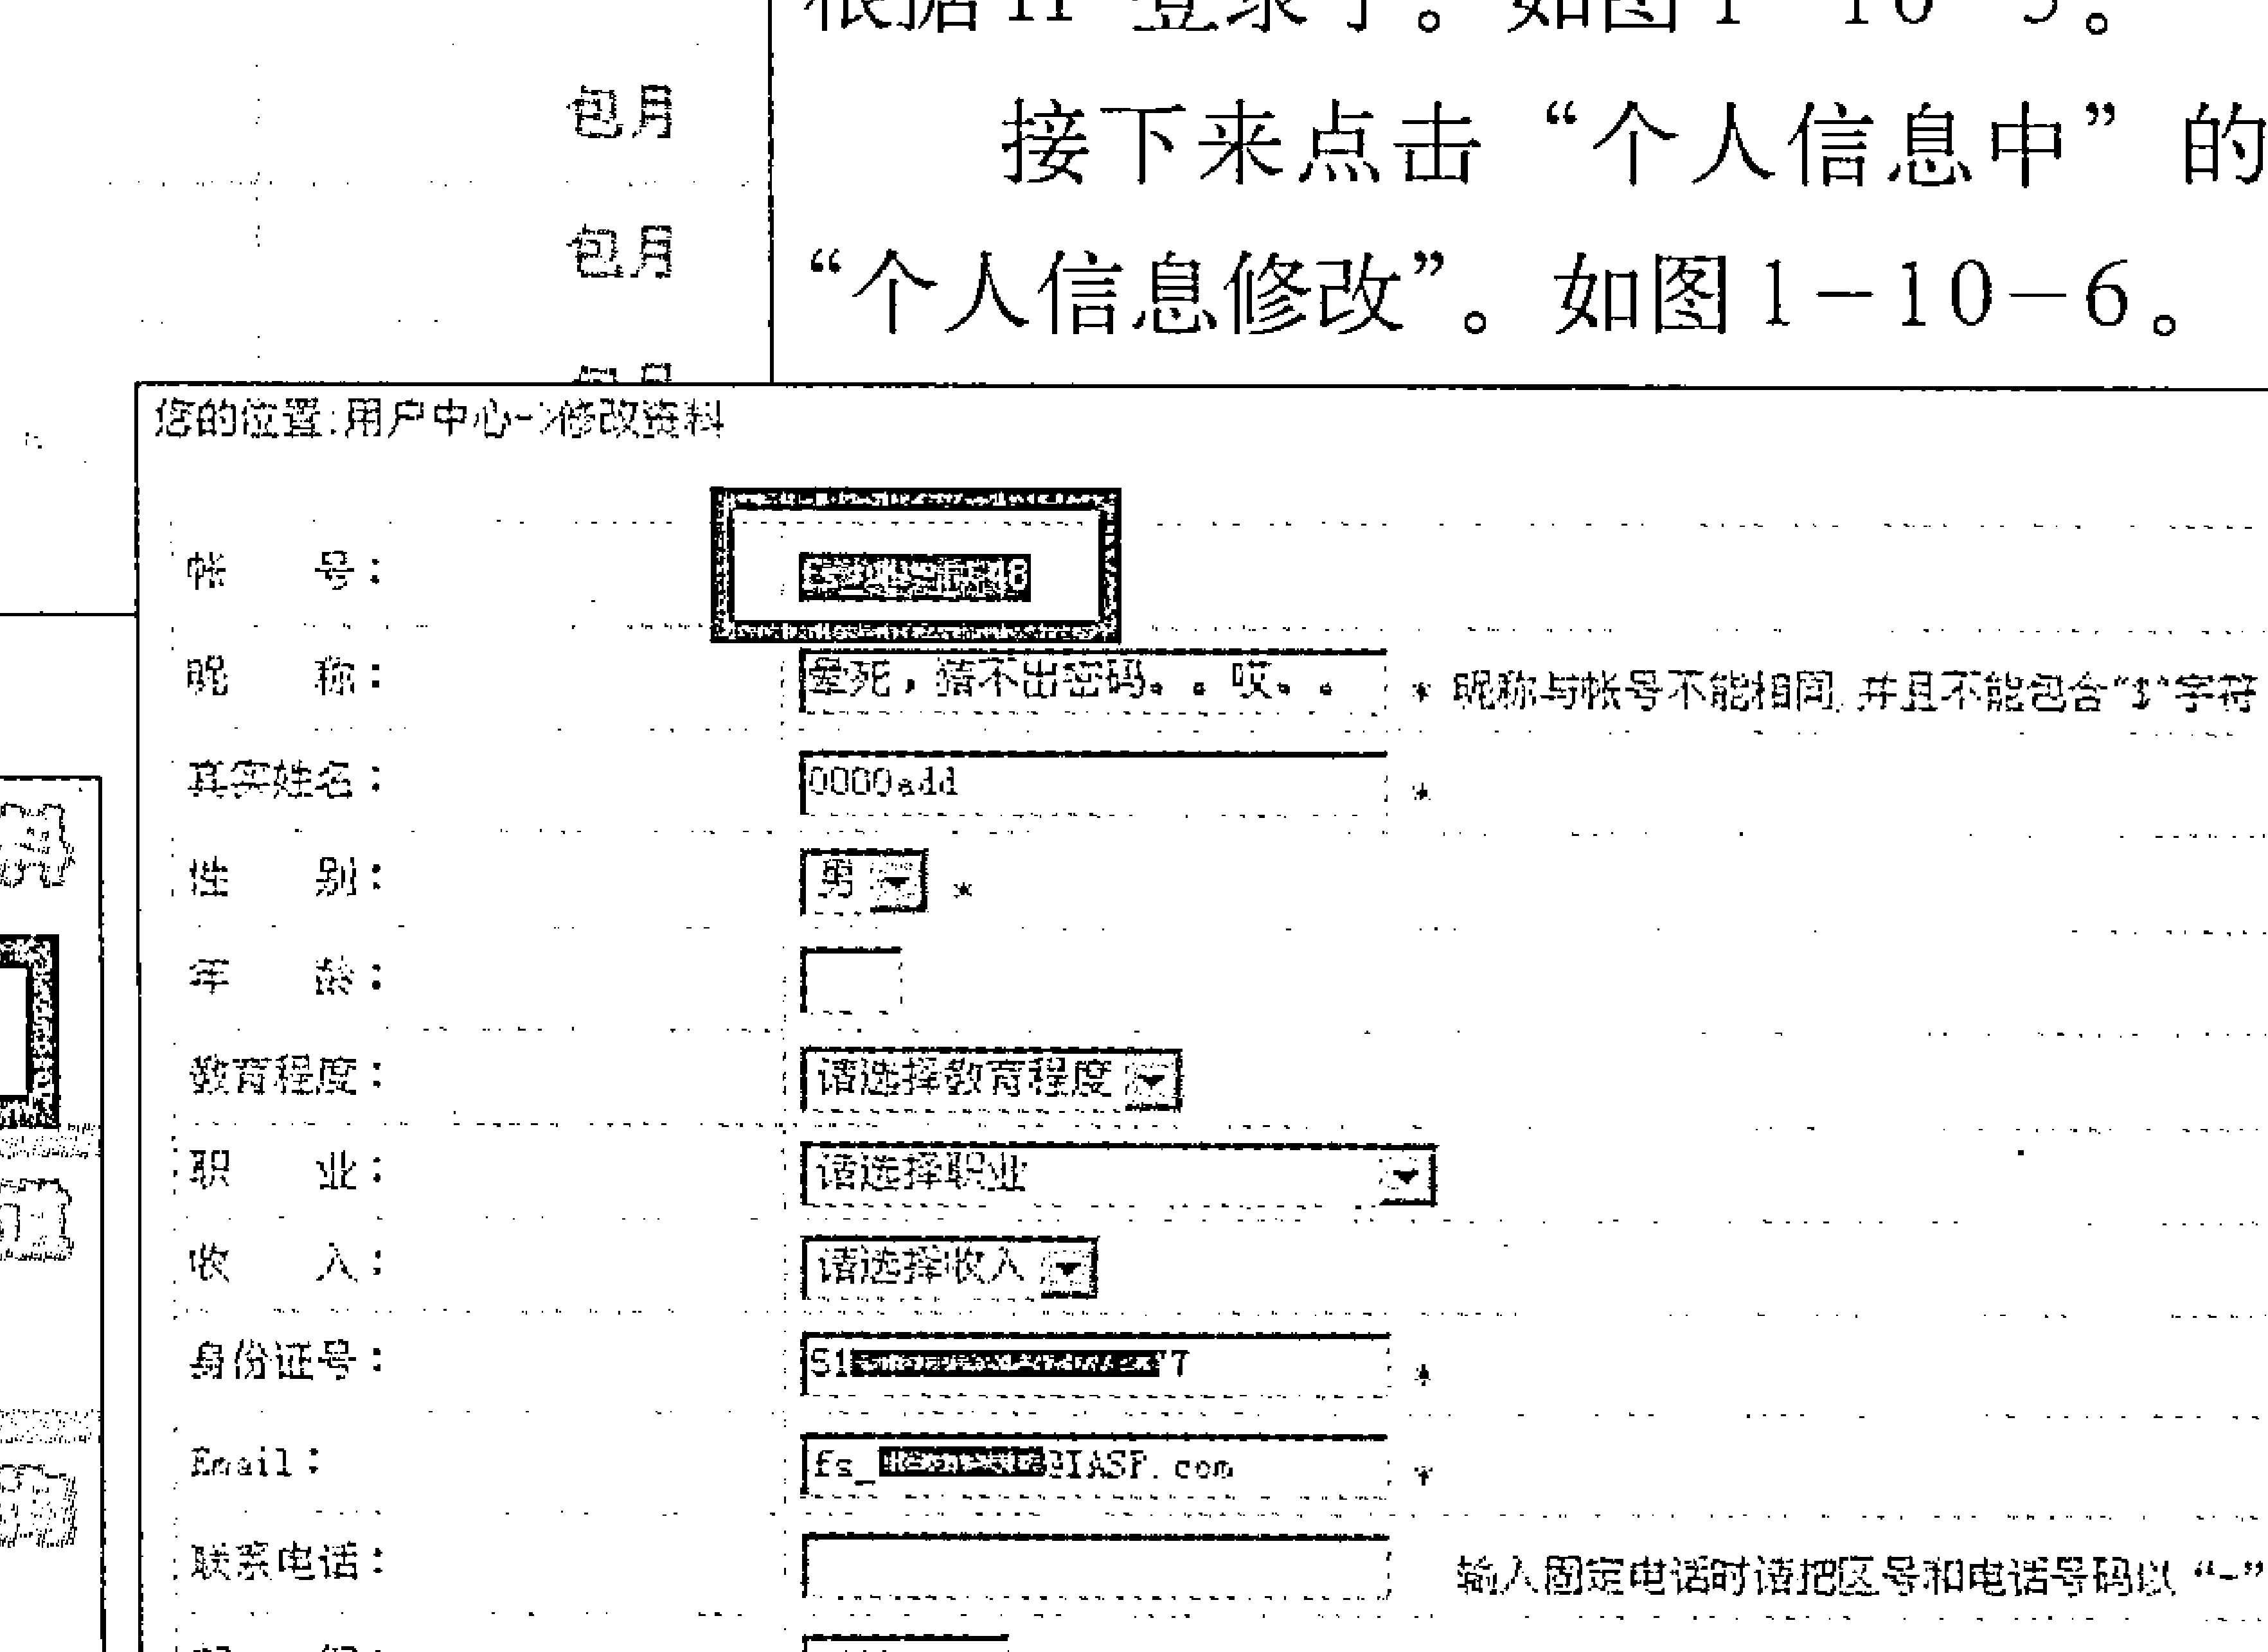 包月
包月
接下来点击“个人信息中”的
“个人信息修改”。如图1-10-6。
您的位置:用户中心->修改资料
帐 号：
昵 称： 晕死，猜不出密码。。哎。。 * 昵称与帐号不能相同,并且不能包含"$"字符
真实姓名： 0000add *
性 别： 男 *
年 龄：
教育程度： 请选择教育程度
职 业： 请选择职业
收 入： 请选择收入
身份证号： 7 *
Email： fs_ @IASP.com *
联系电话： 输入固定电话时请把区号和电话号码以“-”